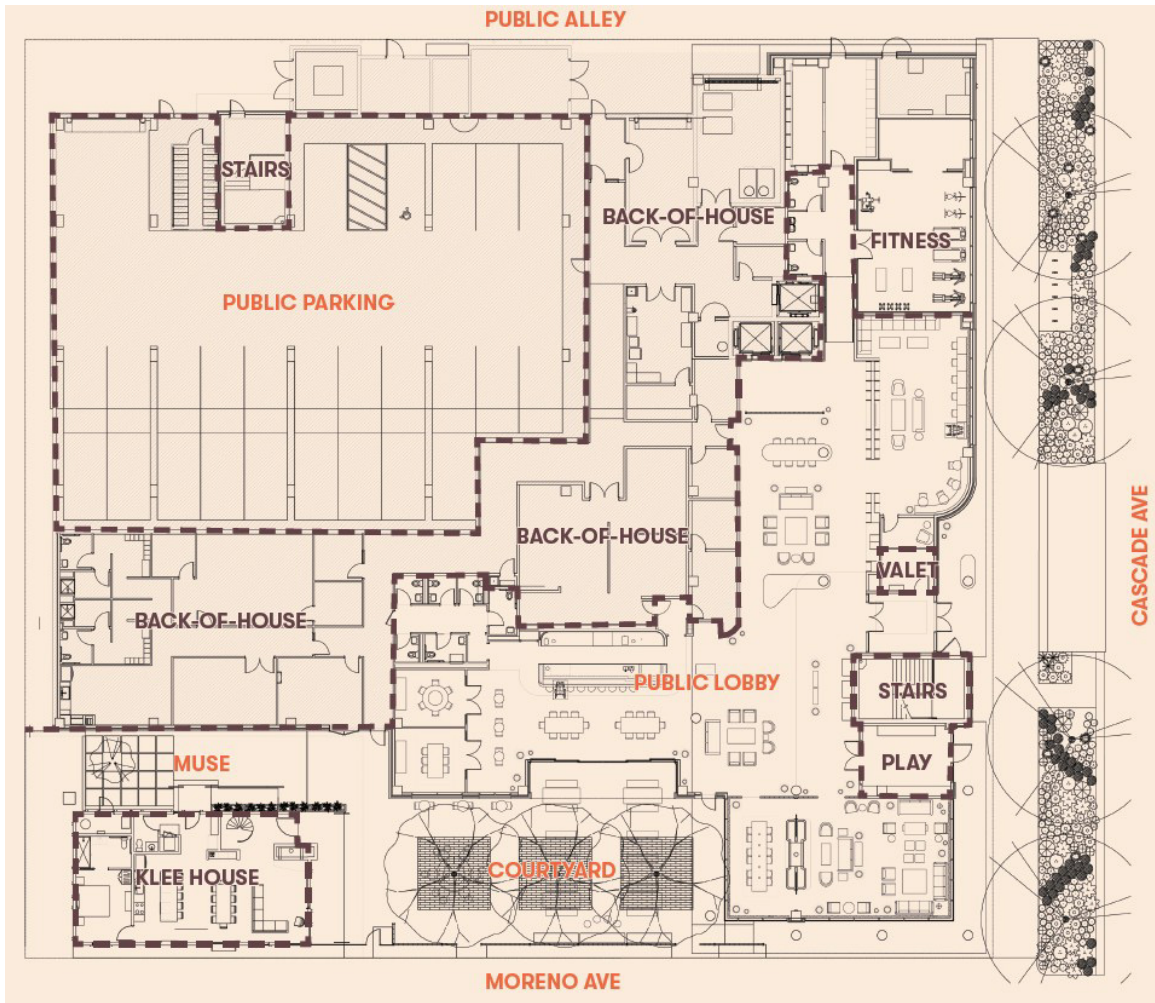 PUBLIC ALLEY
STAIRS
BACK-OF-HOUSE
FITNESS
PUBLIC PARKING
CASCADE AVE
BACK-OF-HOUSE
VALET
BACK-OF-HOUSE
PUBLIC LOBBY
STAIRS
MUSE
PLAY
COURTYARD
KLEE HOUSE
MORENO AVE